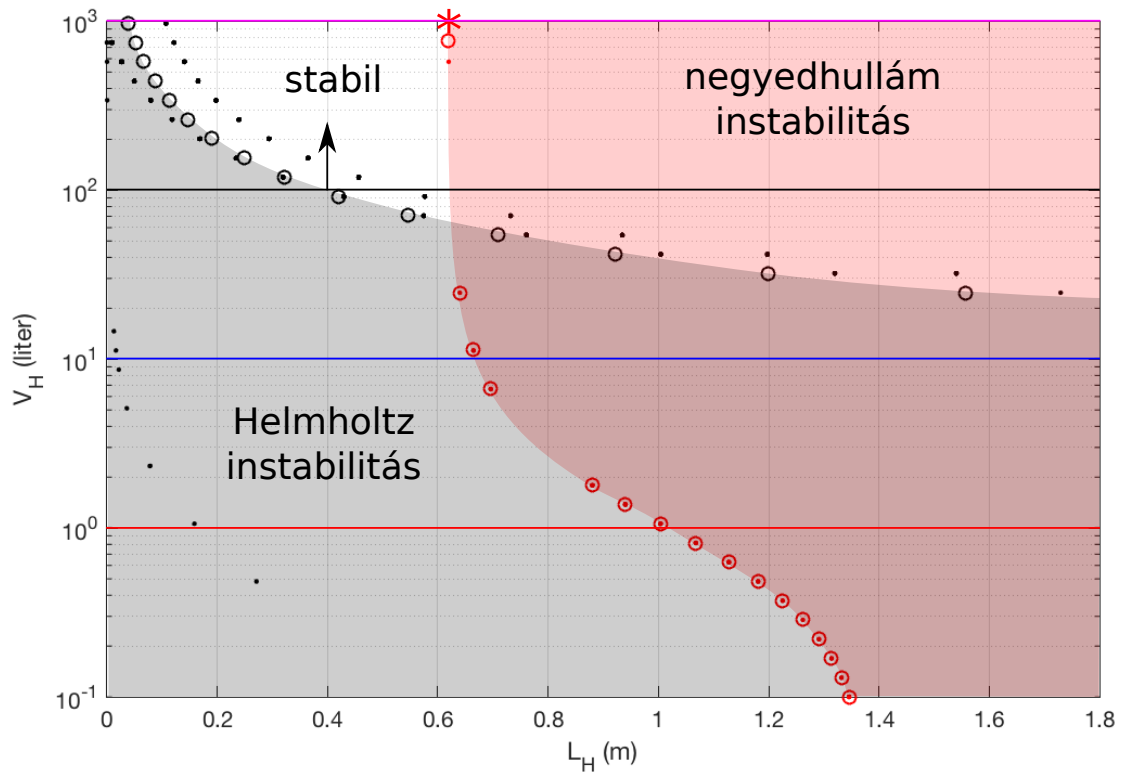 10³
stabil
negyedhullám
instabilitás
10²
V_H (liter)
10¹
Helmholtz
instabilitás
10⁰
10⁻¹
0 0.2 0.4 0.6 0.8 1 1.2 1.4 1.6 1.8
L_H (m)